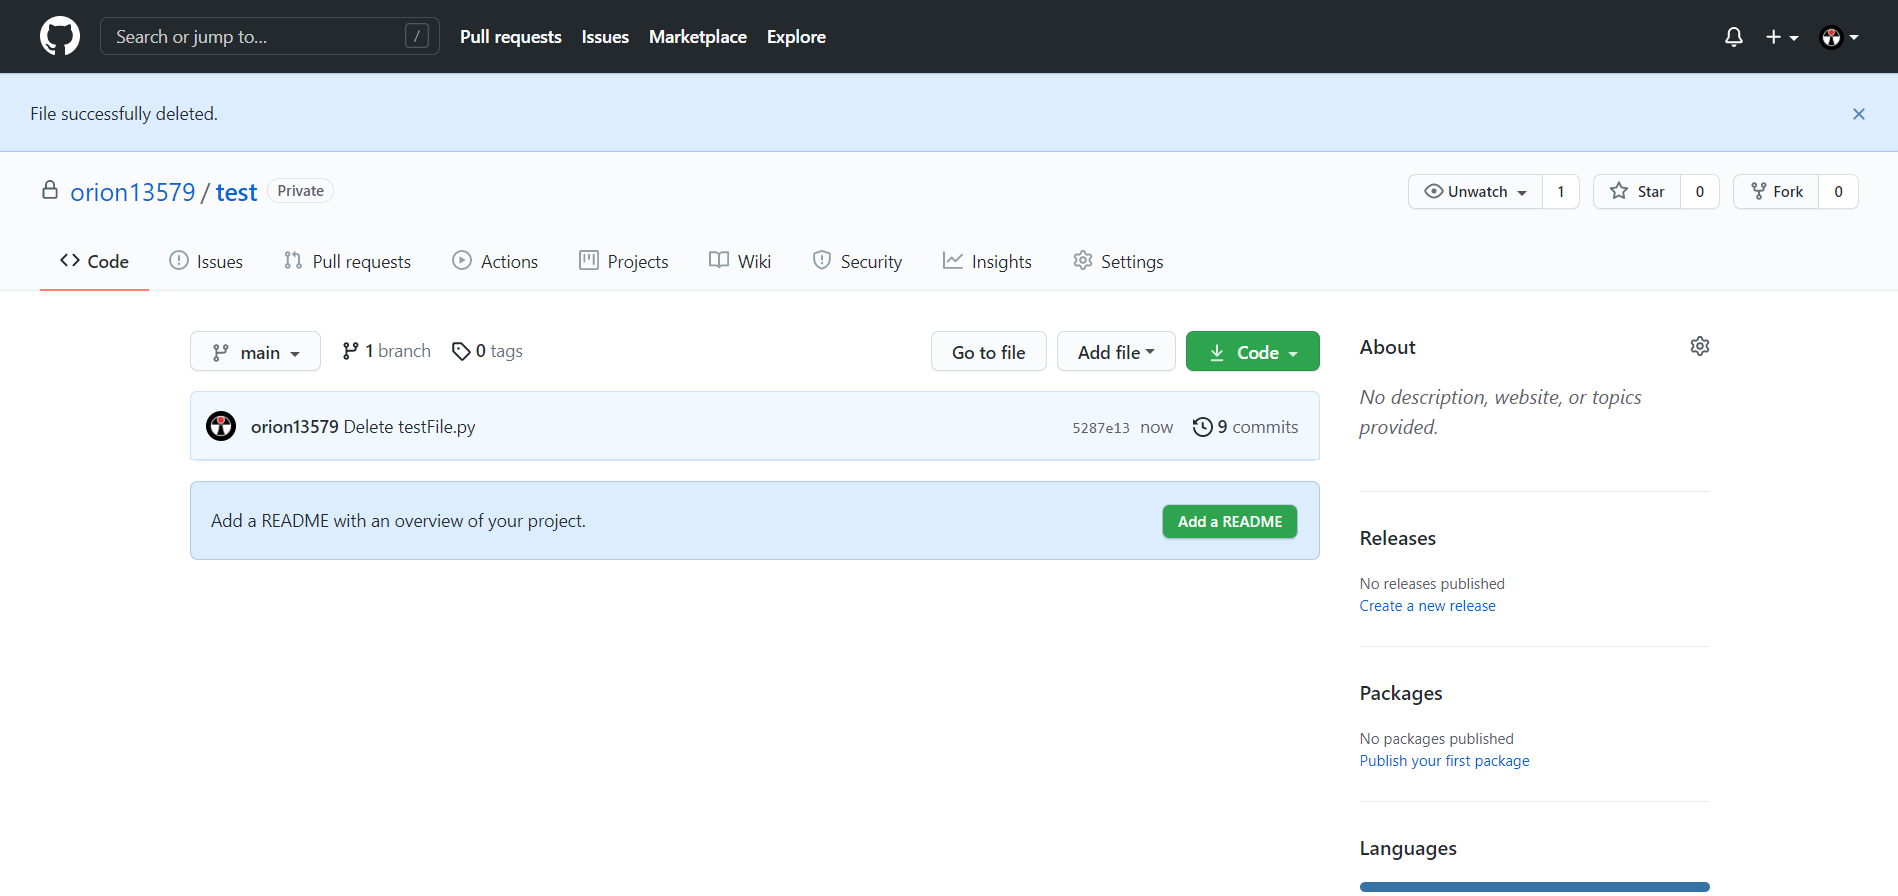 Search or jump to... /
Pull requests Issues Marketplace Explore
File successfully deleted.
orion13579 / test Private
Unwatch 1 Star 0 Fork 0
Code Issues Pull requests Actions Projects Wiki Security Insights Settings
main 1 branch 0 tags Go to file Add file Code
orion13579 Delete testFile.py 5287e13 now 9 commits
Add a README with an overview of your project. Add a README
About
No description, website, or topics
provided.
Releases
No releases published
Create a new release
Packages
No packages published
Publish your first package
Languages